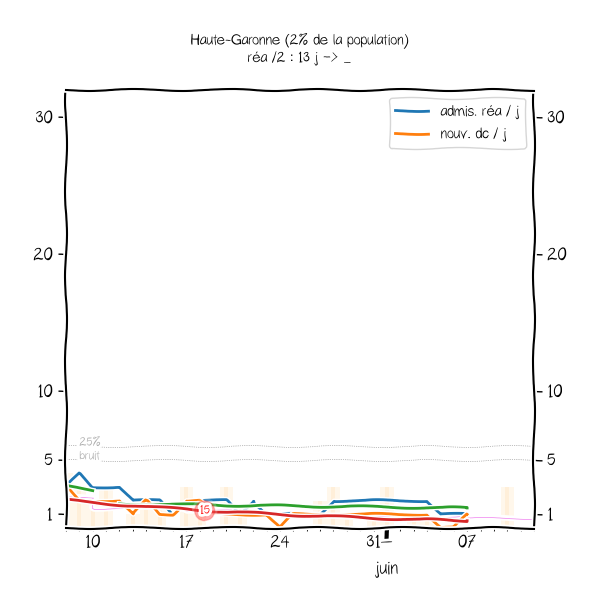 Haute-Garonne (2% de la population)
réa /2 : 13 j -> _
admis. réa / j
nouv. dc / j
30 30
20 20
10 10
25%
bruit
5 5
15
1 1
10 17 24 31 07
juin